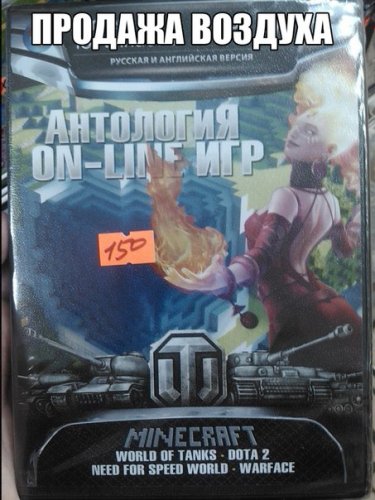 ПРОДАЖА ВОЗДУХА
РУССКАЯ И АНГЛИЙСКАЯ ВЕРСИЯ
АНТОЛОГИЯ
ON-LINE ИГР
150
MINECRAFT
WORLD OF TANKS · DOTA 2
NEED FOR SPEED WORLD · WARFACE